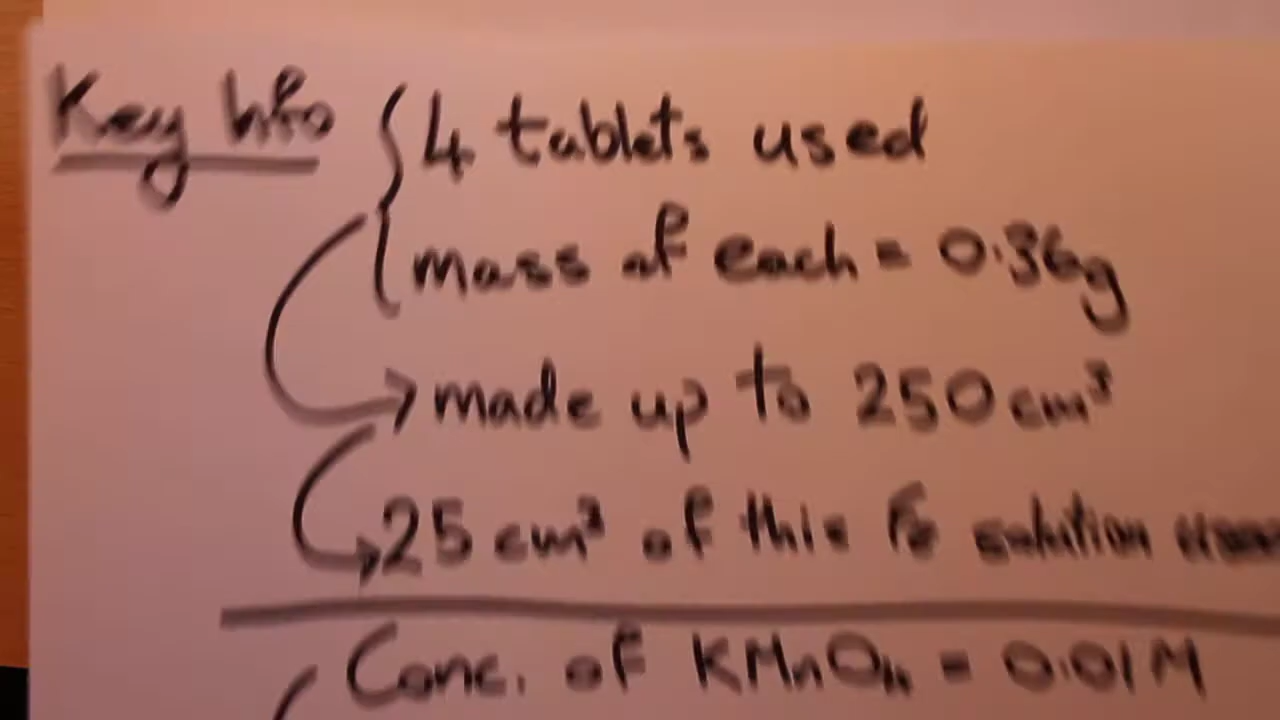 Key Info
4 tablets used
mass of each = 0.36g
made up to 250 cm³
25 cm³ of this Fe solution
Conc. of KMnO₄ = 0.01M